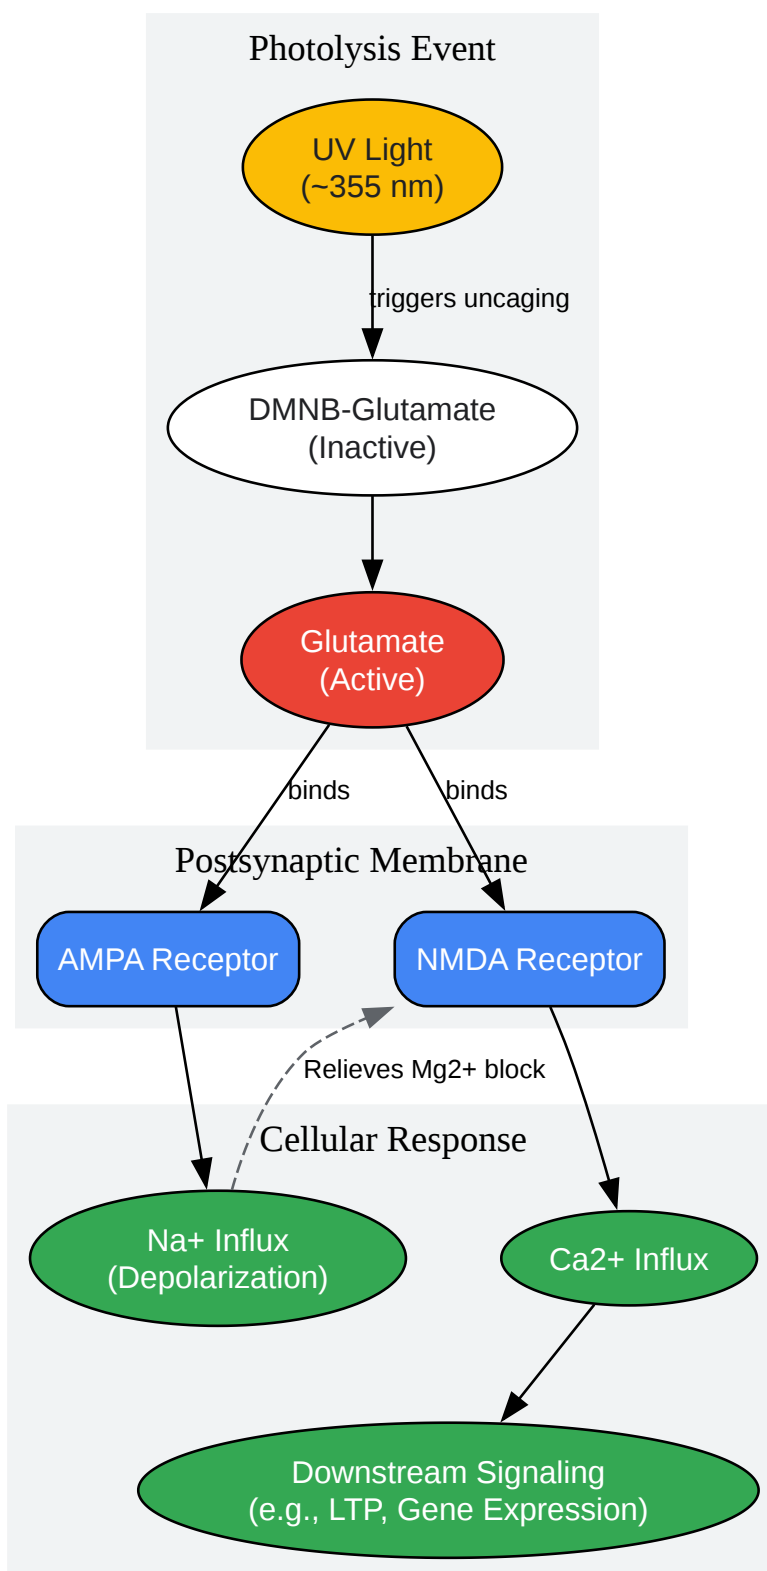 Photolysis Event
UV Light
(~355 nm)
triggers uncaging
DMNB-Glutamate
(Inactive)
Glutamate
(Active)
binds
binds
Postsynaptic Membrane
AMPA Receptor
NMDA Receptor
Relieves Mg2+ block
Cellular Response
Na+ Influx
(Depolarization)
Ca2+ Influx
Downstream Signaling
(e.g., LTP, Gene Expression)